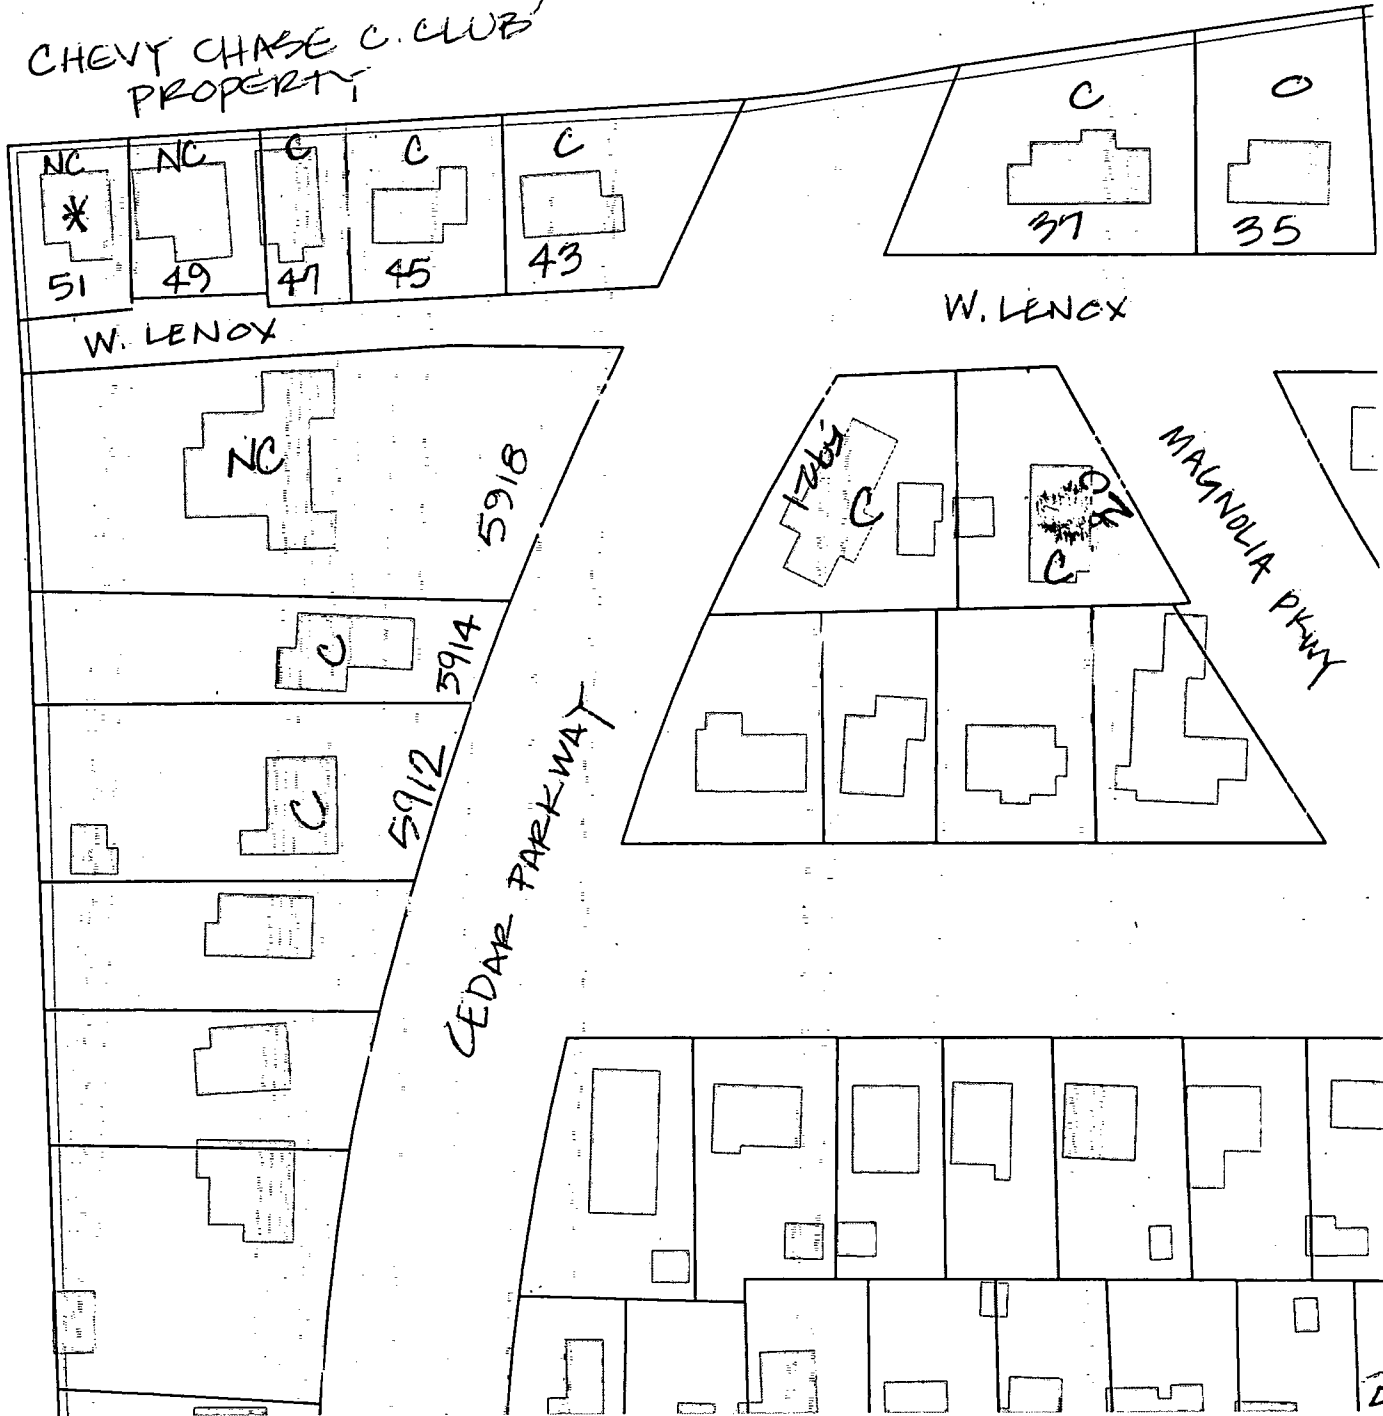 CHEVY CHASE C. CLUB
PROPERTY
C
O
NC
NC
C
C
C
*
37
35
51
49
47
45
43
W. LENOX
W. LENOX
NC
5918
C
C
MAGNOLIA PKWY
C
5914
CEDAR PARKWAY
C
5912